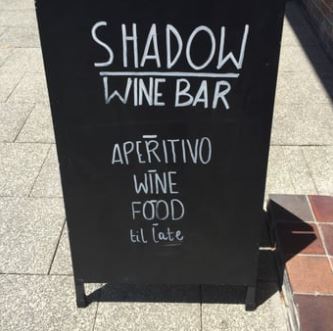 SHADOW
WINE BAR
APERITIVO
WINE
FOOD
til late